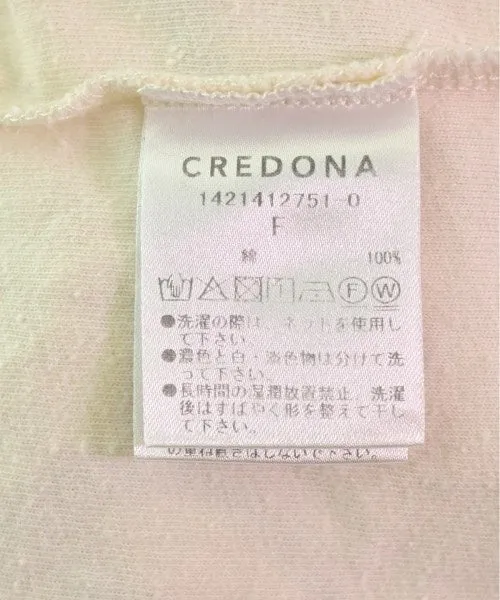 CREDONA
1421412751-0
F
綿 100%
F W
●洗濯の際は、ネットを使用し
て下さい。
●濃色と白・淡色物は分けて洗
って下さい。
●長時間の湿潤放置禁止、洗濯
後はすばやく形を整えて干し
て下さい。